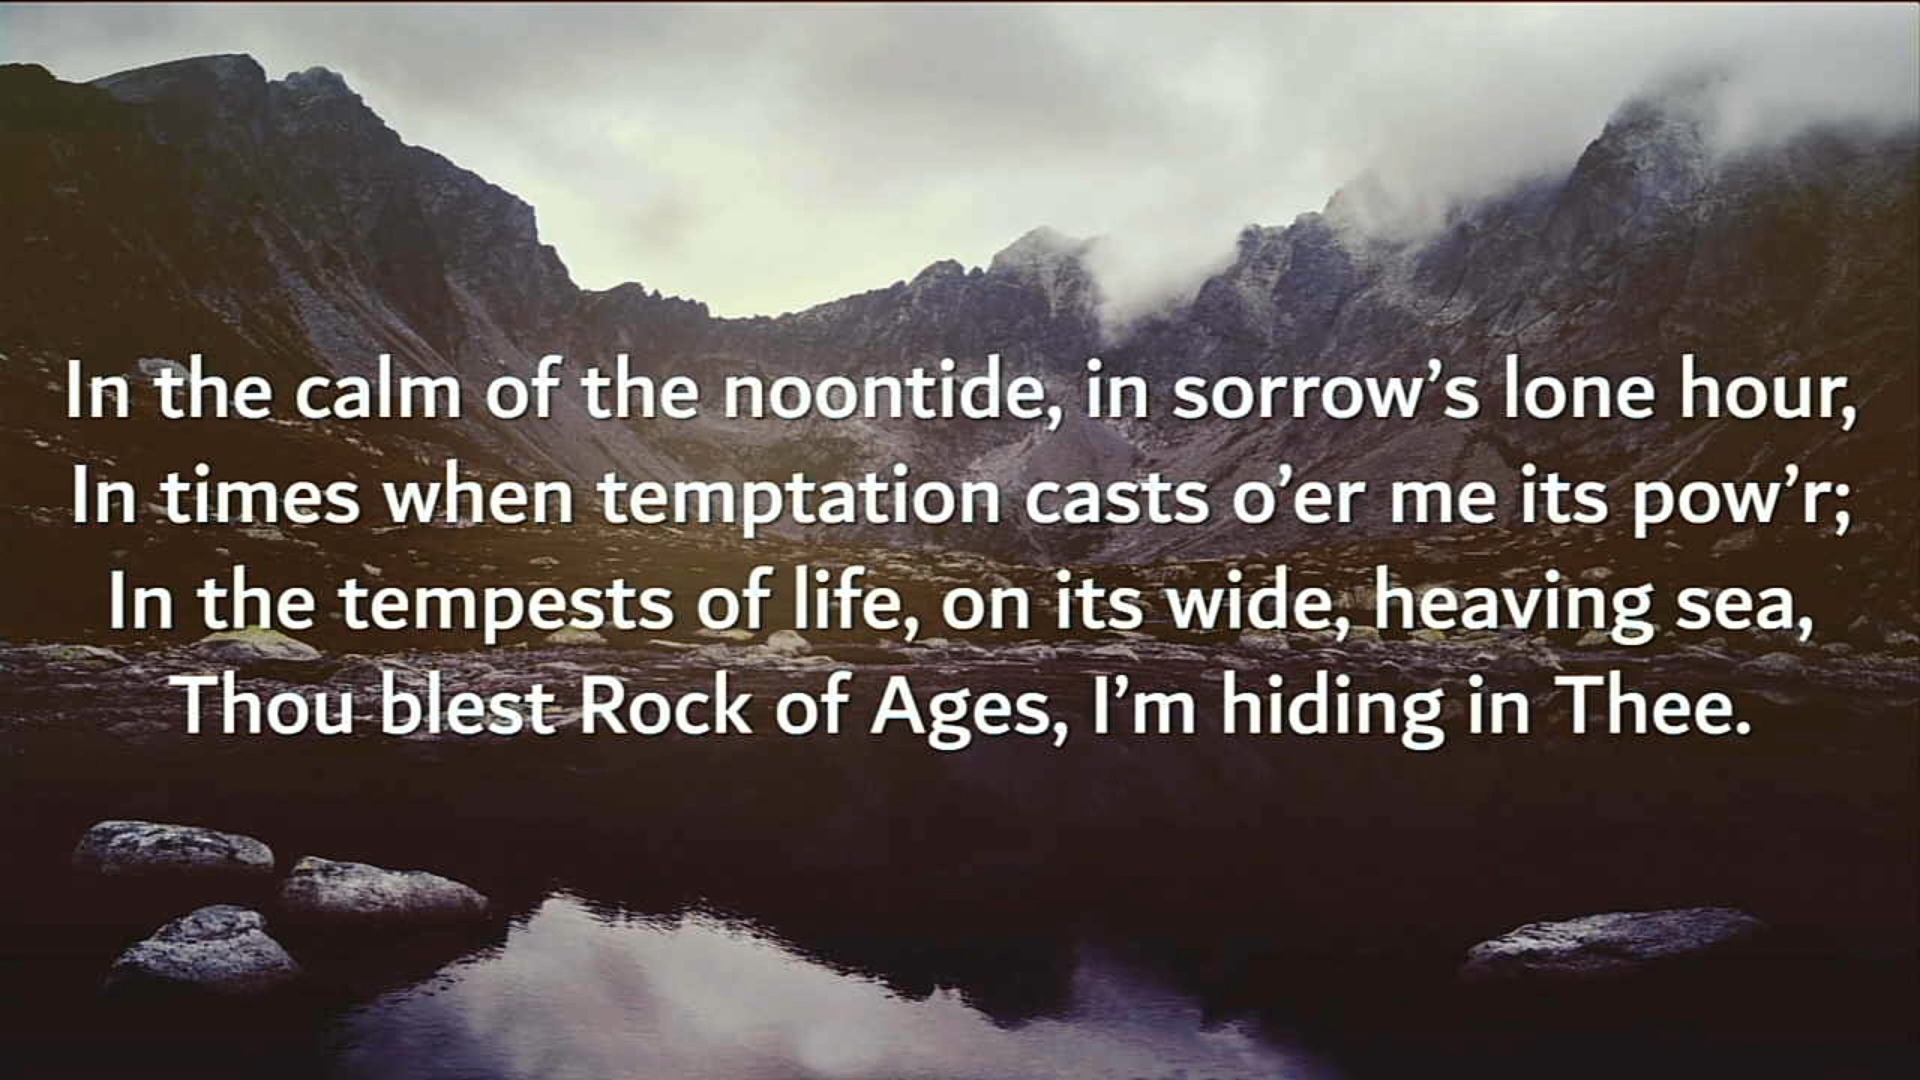 In the calm of the noontide, in sorrow’s lone hour,
In times when temptation casts o’er me its pow’r;
In the tempests of life, on its wide, heaving sea,
Thou blest Rock of Ages, I’m hiding in Thee.